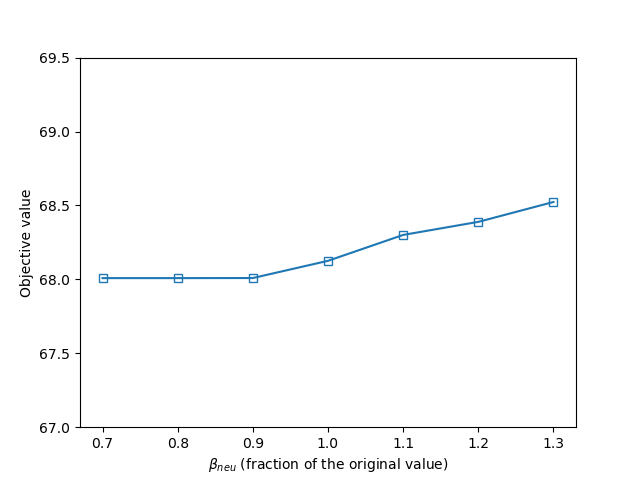 69.5
69.0
68.5
68.0
67.5
67.0
Objective value
0.7 0.8 0.9 1.0 1.1 1.2 1.3
βneu (fraction of the original value)